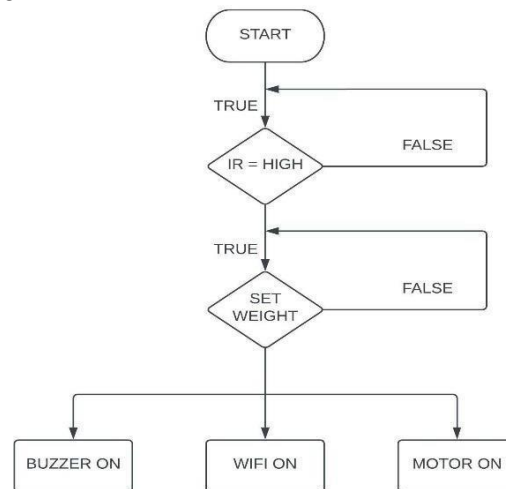 START
TRUE
FALSE
IR = HIGH
TRUE
FALSE
SET
WEIGHT
BUZZER ON
WIFI ON
MOTOR ON